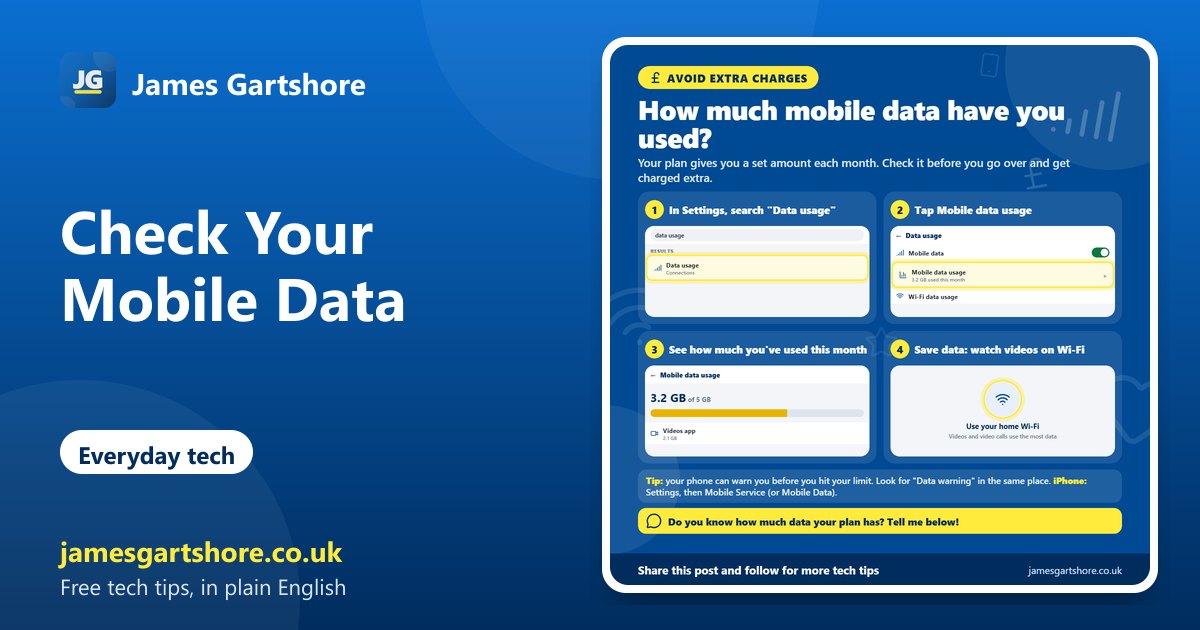 JG
James Gartshore
Check Your
Mobile Data
Everyday tech
jamesgartshore.co.uk
Free tech tips, in plain English
£ AVOID EXTRA CHARGES
How much mobile data have you
used?
Your plan gives you a set amount each month. Check it before you go over and get
charged extra.
1 In Settings, search "Data usage"
data usage
RESULTS
Data usage
Connections
2 Tap Mobile data usage
← Data usage
Mobile data
Mobile data usage
3.2 GB used this month
Wi-Fi data usage
3 See how much you've used this month
← Mobile data usage
3.2 GB of 5 GB
Videos app
2.1 GB
4 Save data: watch videos on Wi-Fi
Use your home Wi-Fi
Videos and video calls use the most data
Tip: your phone can warn you before you hit your limit. Look for "Data warning" in the same place. iPhone:
Settings, then Mobile Service (or Mobile Data).
Do you know how much data your plan has? Tell me below!
Share this post and follow for more tech tips
jamesgartshore.co.uk